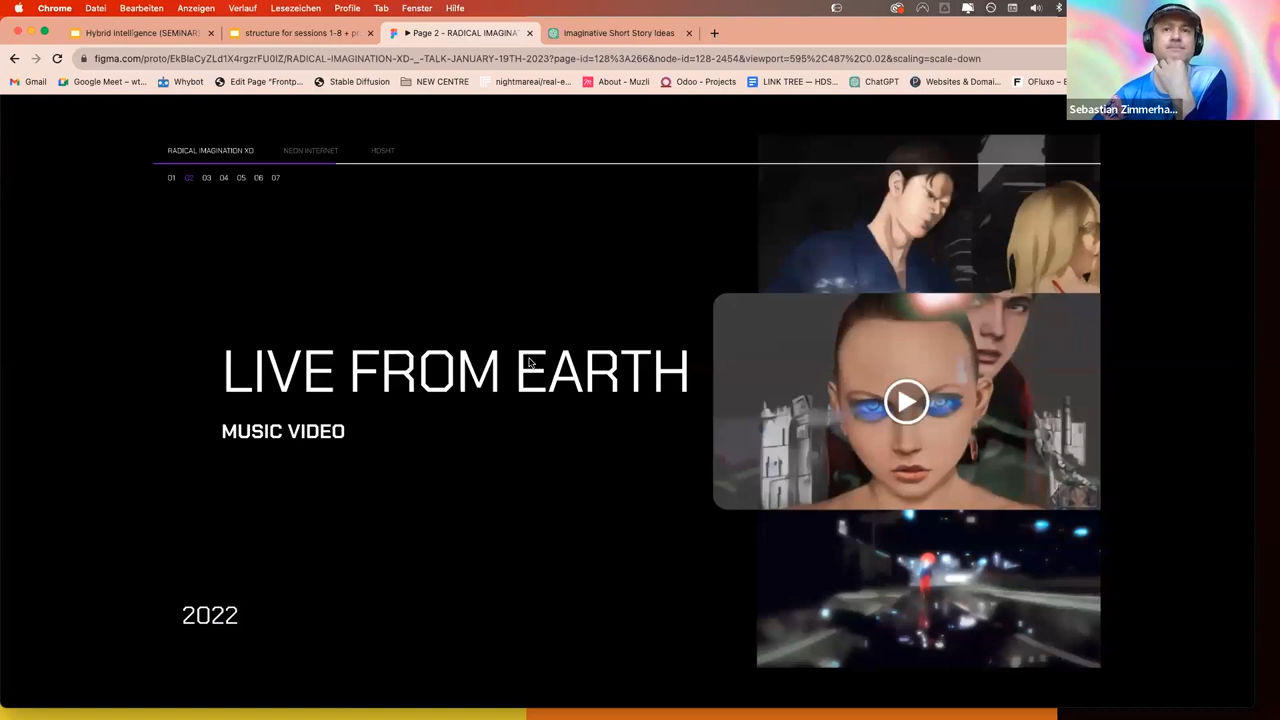 Chrome Datei Bearbeiten Anzeigen Verlauf Lesezeichen Profile Tab Fenster Hilfe
Hybrid intelligence (SEMINAR) structure for sessions 1-8 + pr Page 2 - RADICAL IMAGINA Imaginative Short Story Ideas
figma.com/proto/EkBlaCyZLd1X4rgzrFU0IZ/RADICAL-IMAGINATION-XD-_-TALK-JANUARY-19TH-2023?page-id=128%3A266&node-id=128-2454&viewport=595%2C487%2C0.02&scaling=scale-down
Gmail Google Meet – wt... Whybot Edit Page "Frontp... Stable Diffusion NEW CENTRE nightmareai/real-e... About - Muzli Odoo - Projects LINK TREE — HDS... ChatGPT Websites & Domai... OFluxo –
Sebastian Zimmerha...
RADICAL IMAGINATION XD NEON INTERNET HDSHT
01 02 03 04 05 06 07
LIVE FROM EARTH
MUSIC VIDEO
2022